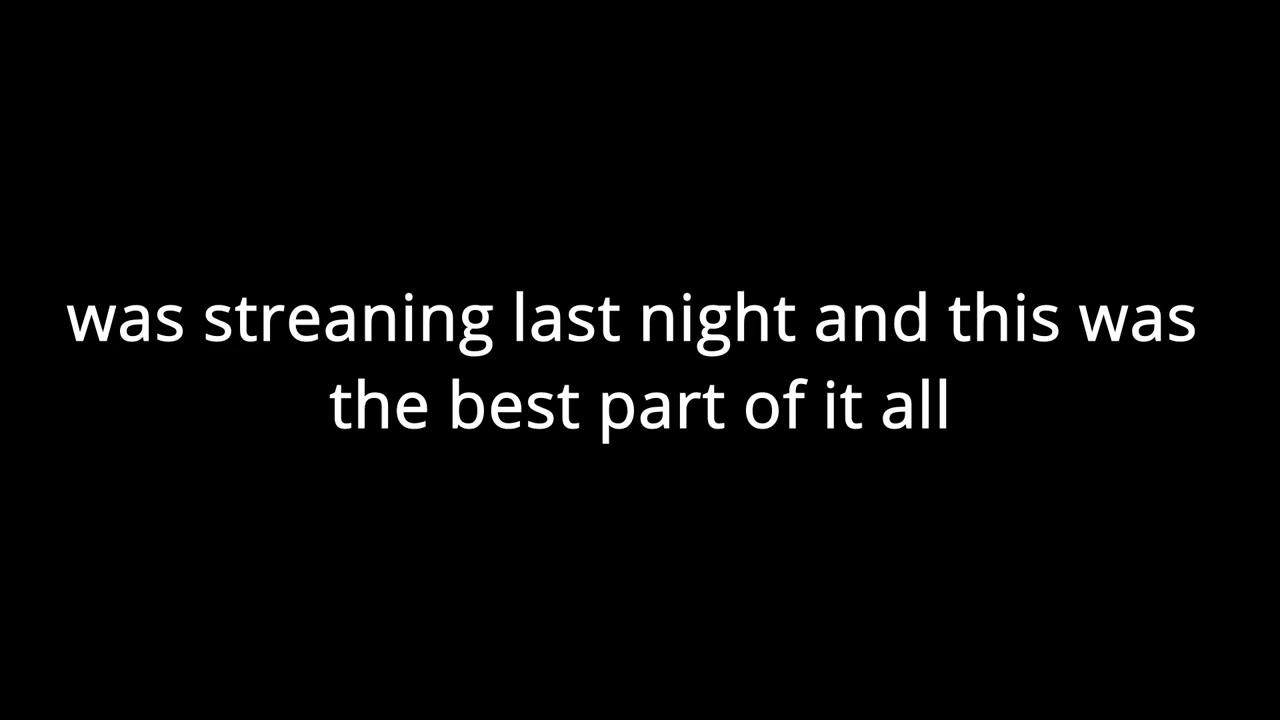 was streaning last night and this was
the best part of it all